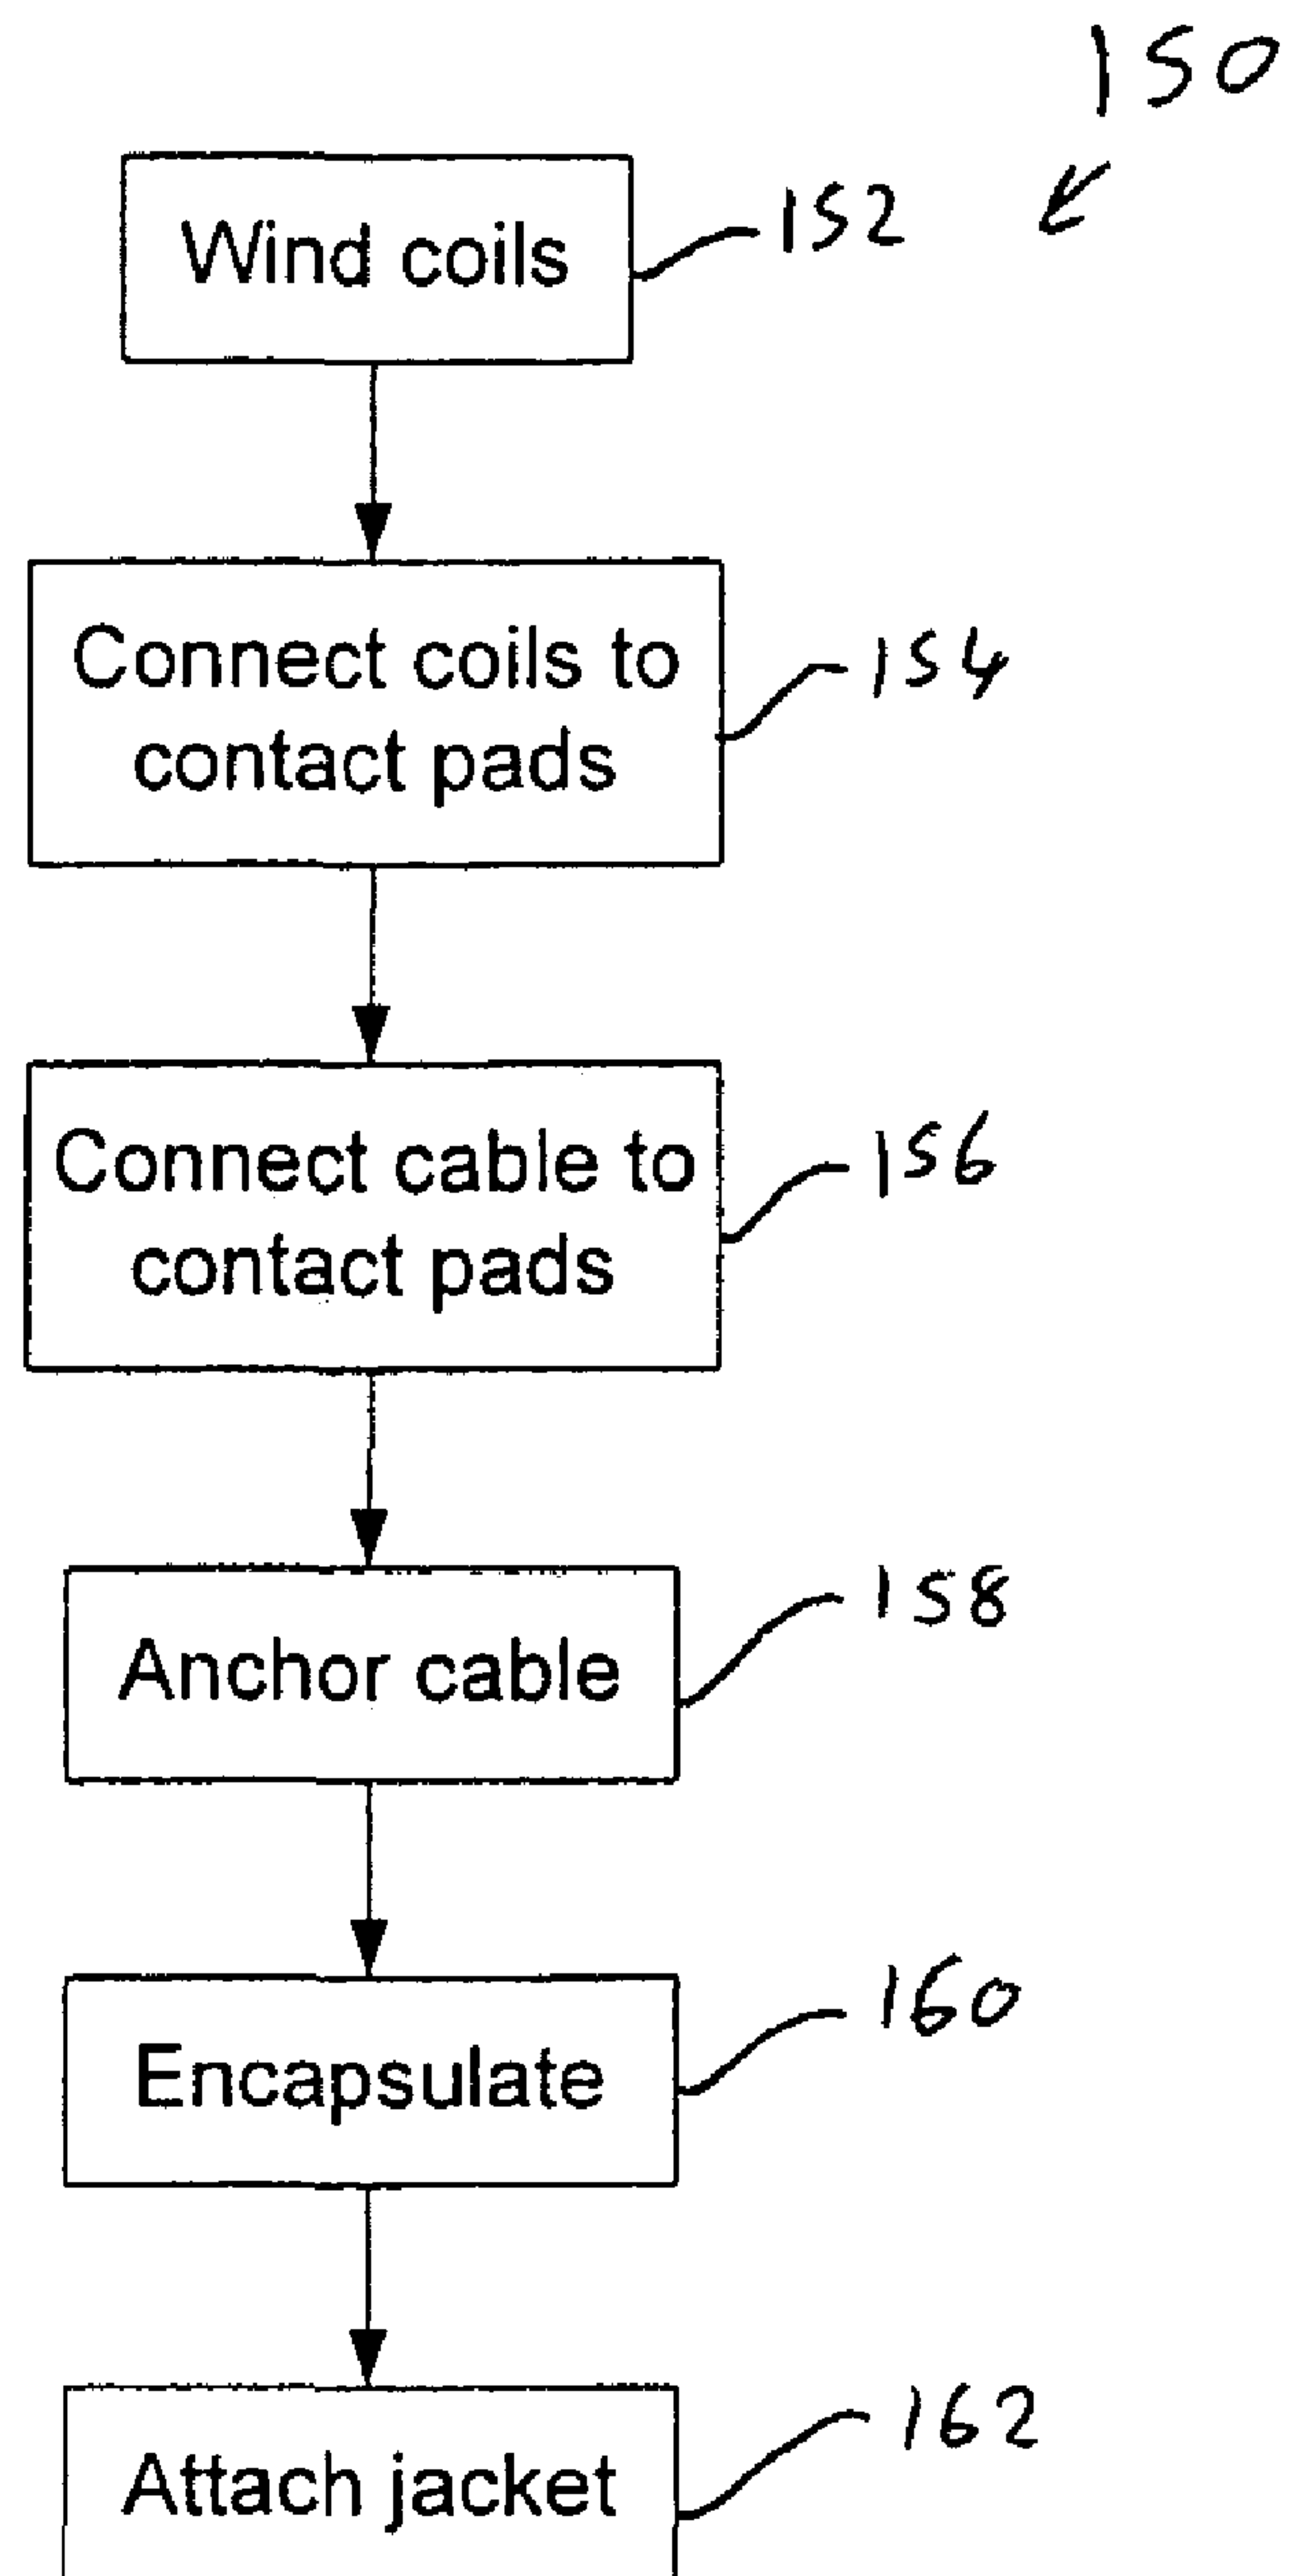 150
Wind coils
152
Connect coils to
contact pads
154
Connect cable to
contact pads
156
Anchor cable
158
Encapsulate
160
Attach jacket
162